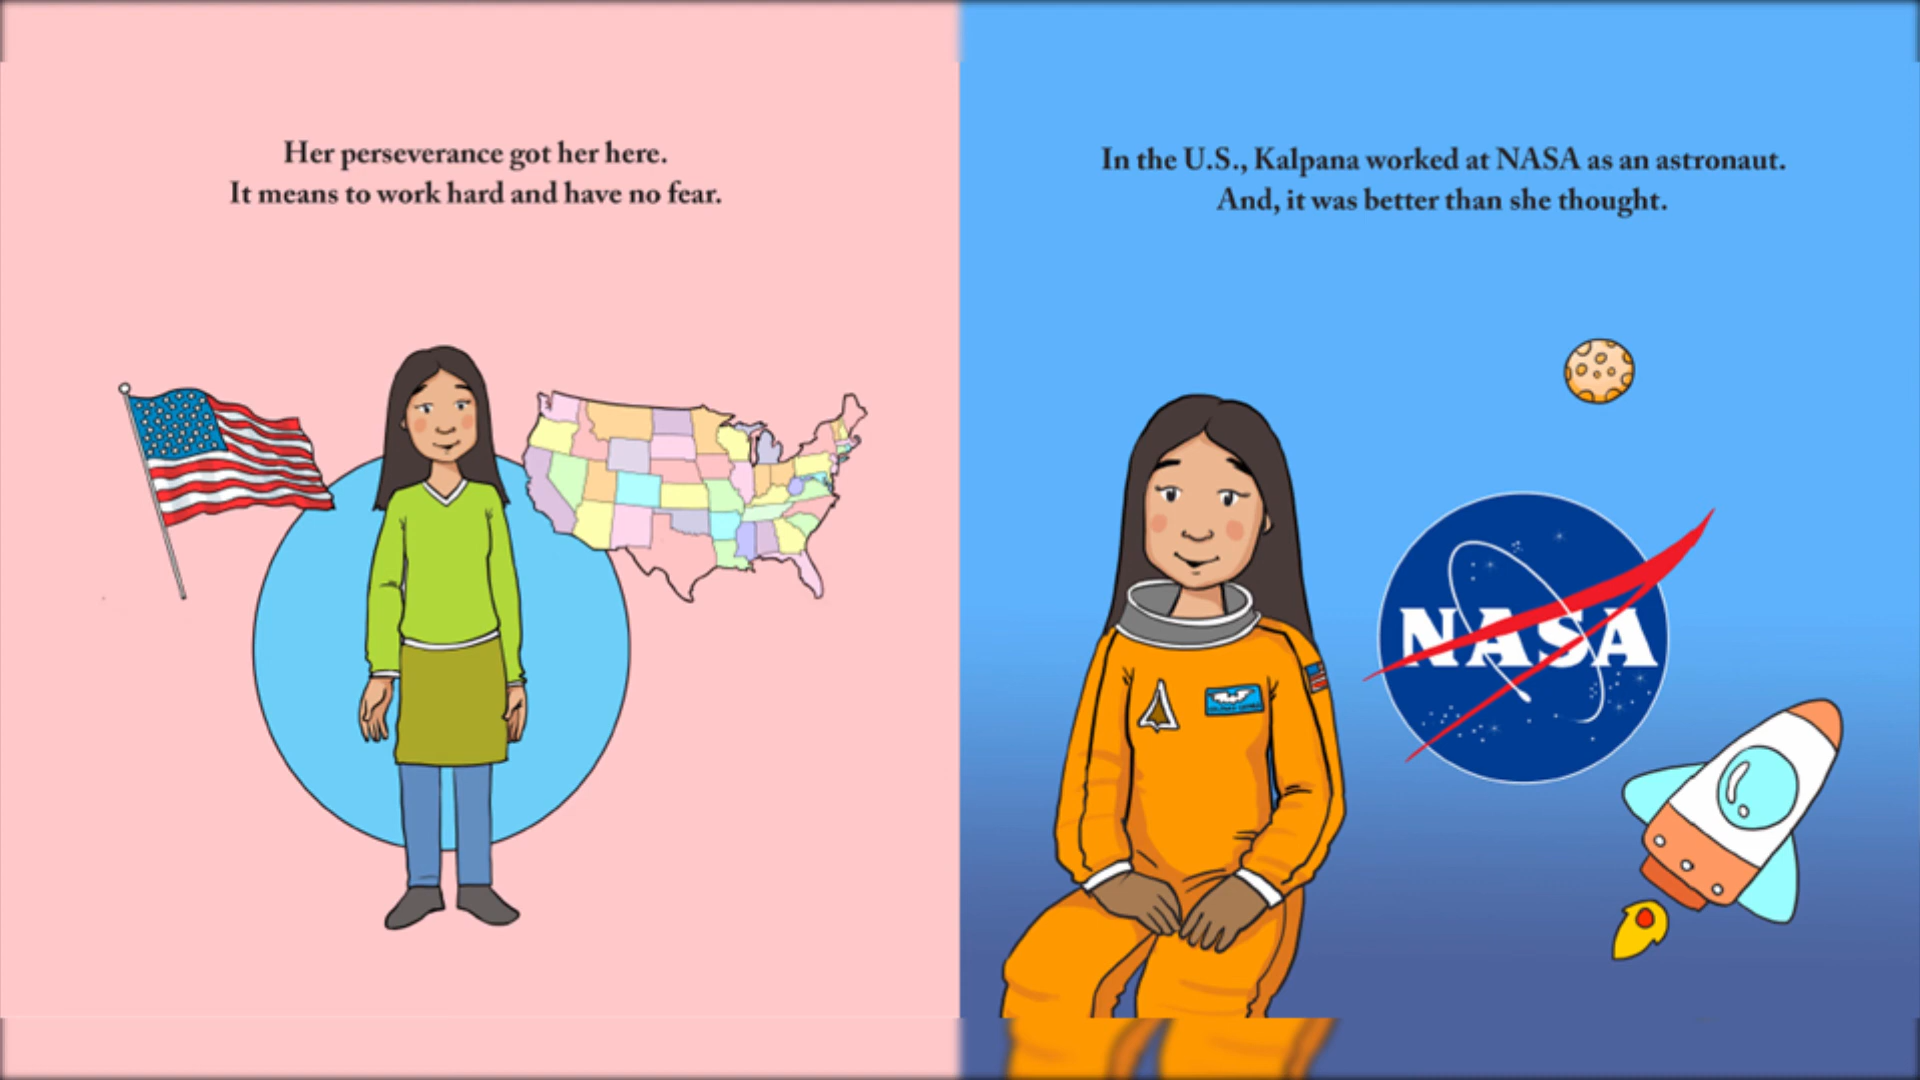 Her perseverance got her here.
It means to work hard and have no fear.
In the U.S., Kalpana worked at NASA as an astronaut.
And, it was better than she thought.
NASA